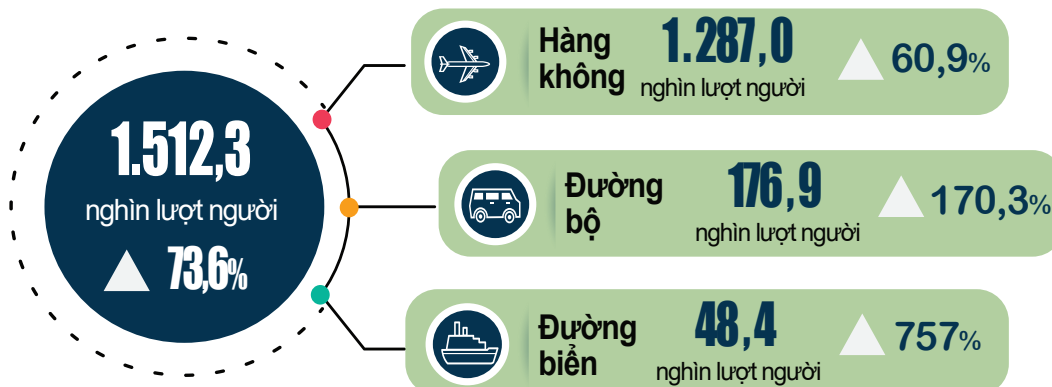 1.512,3
nghìn lượt người
73,6%
Hàng
không
1.287,0
nghìn lượt người
60,9%
Đường
bộ
176,9
nghìn lượt người
170,3%
Đường
biển
48,4
nghìn lượt người
757%